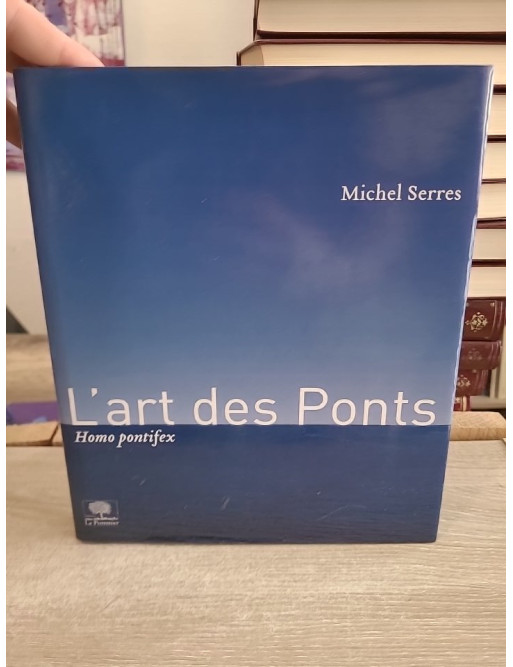 Michel Serres
L'art des Ponts
Homo pontifex
Le Pommier